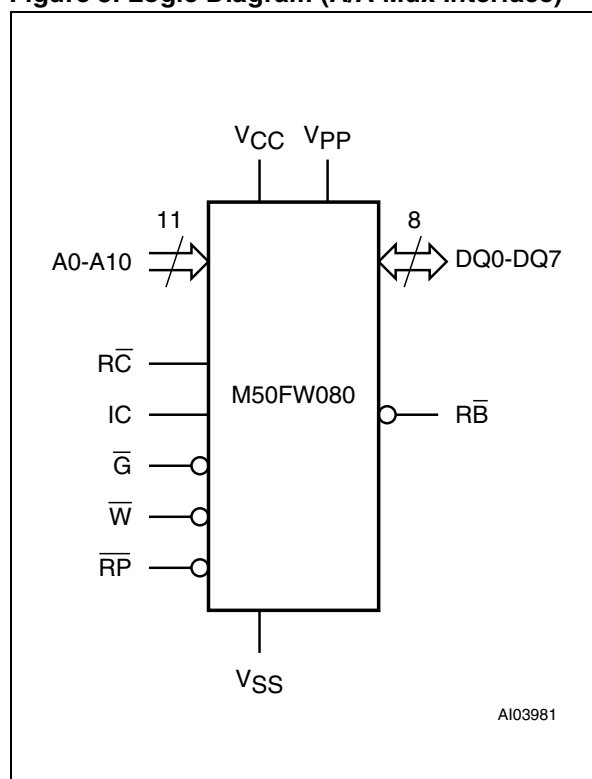 Figure 3. Logic Diagram (A/A Mux Interface)
VCC VPP
11 8
A0-A10 DQ0-DQ7
RC̅
M50FW080
IC RB̅
G̅
W̅
R̅P̅
VSS
AI03981